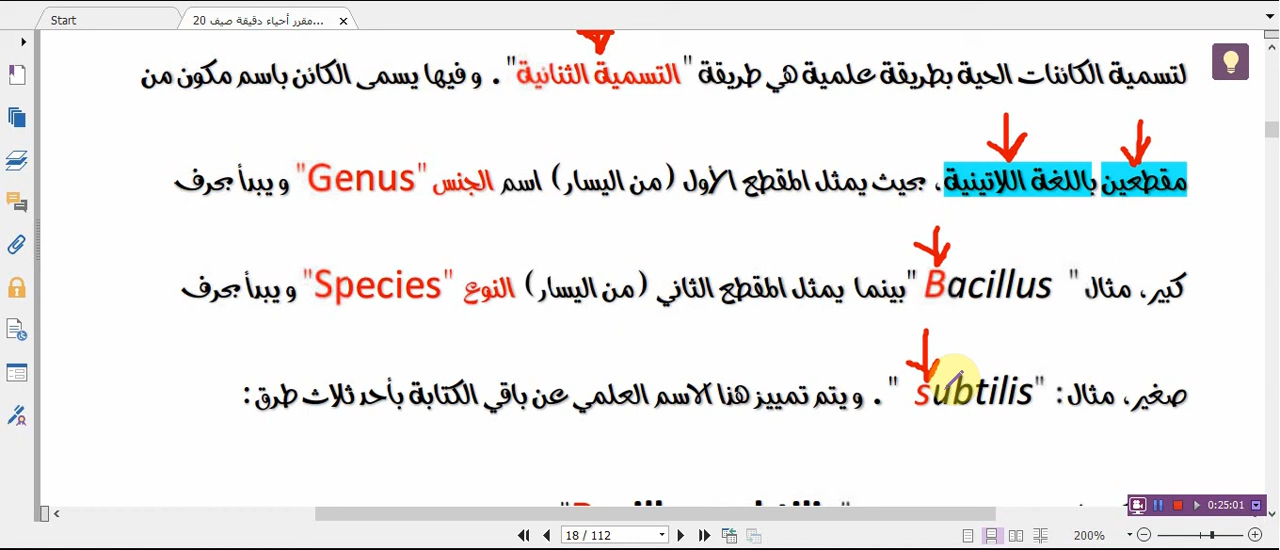 Start
مقرر أحياء دقيقة صيف 20...
لتسمية الكائنات الحية بطريقة علمية هي طريقة "التسمية الثنائية". و فيها يسمى الكائن باسم مكون من
مقطعين باللغة اللاتينية، بحيث يمثل المقطع الأول (من اليسار) اسم الجنس "Genus" و يبدأ بحرف
كبير، مثال "Bacillus" بينما يمثل المقطع الثاني (من اليسار) النوع "Species" و يبدأ بحرف
صغير، مثال: "subtilis". و يتم تمييز هذا الاسم العلمي عن باقي الكتابة بأحد ثلاث طرق:
0:25:01
18 / 112
200%